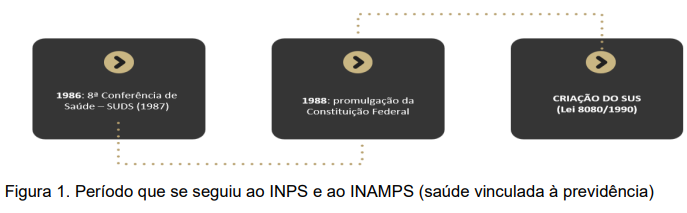 1986: 8ª Conferência de
Saúde – SUDS (1987)
1988: promulgação da
Constituição Federal
CRIAÇÃO DO SUS
(Lei 8080/1990)
Figura 1. Período que se seguiu ao INPS e ao INAMPS (saúde vinculada à previdência)